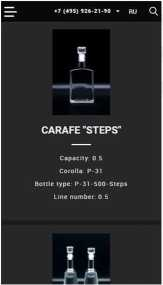 +7 (495) 926-21-90 RU
CARAFE "STEPS"
Capacity: 0.5
Corolla: P-31
Bottle type: P-31-500-Steps
Line number: 0.5